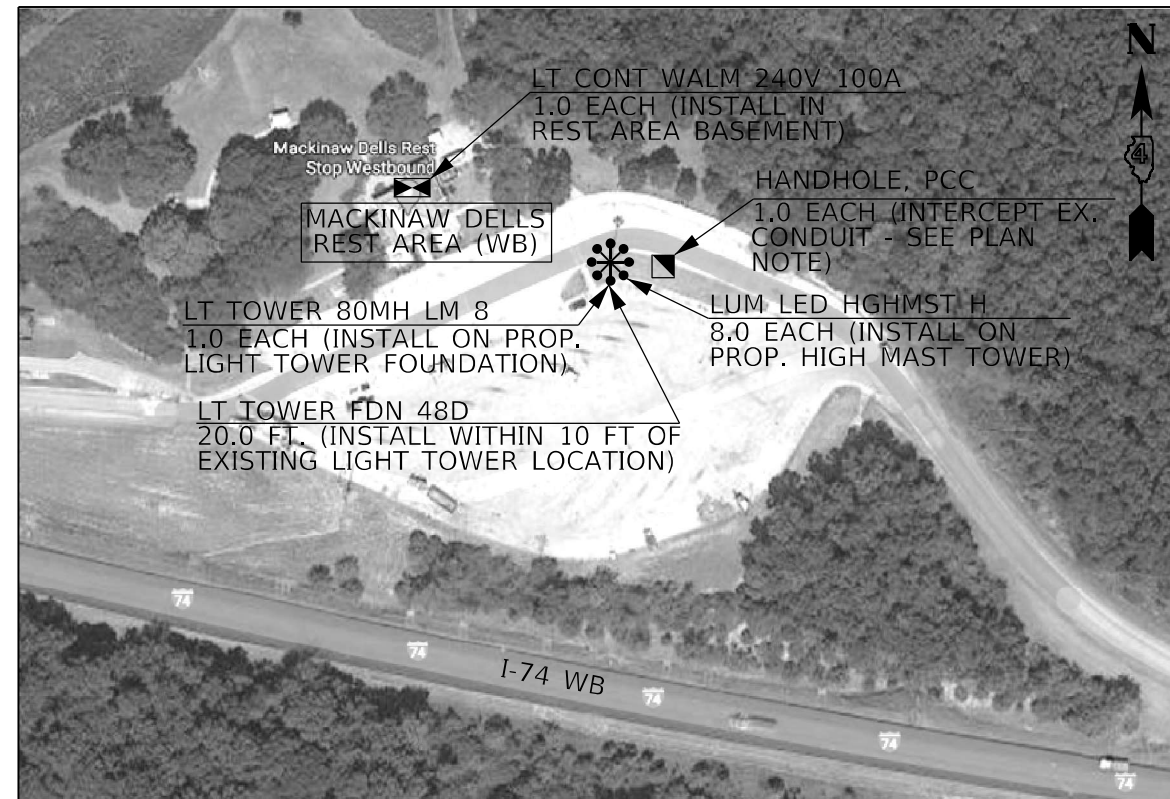 N
4
LT CONT WALM 240V 100A
1.0 EACH (INSTALL IN
REST AREA BASEMENT)
Mackinaw Dells Rest
Stop Westbound
MACKINAW DELLS
REST AREA (WB)
HANDHOLE, PCC
1.0 EACH (INTERCEPT EX.
CONDUIT - SEE PLAN
NOTE)
LT TOWER 80MH LM 8
1.0 EACH (INSTALL ON PROP.
LIGHT TOWER FOUNDATION)
LUM LED HGHMST H
8.0 EACH (INSTALL ON
PROP. HIGH MAST TOWER)
LT TOWER FDN 48D
20.0 FT. (INSTALL WITHIN 10 FT OF
EXISTING LIGHT TOWER LOCATION)
74
74
I-74 WB
74
74
74